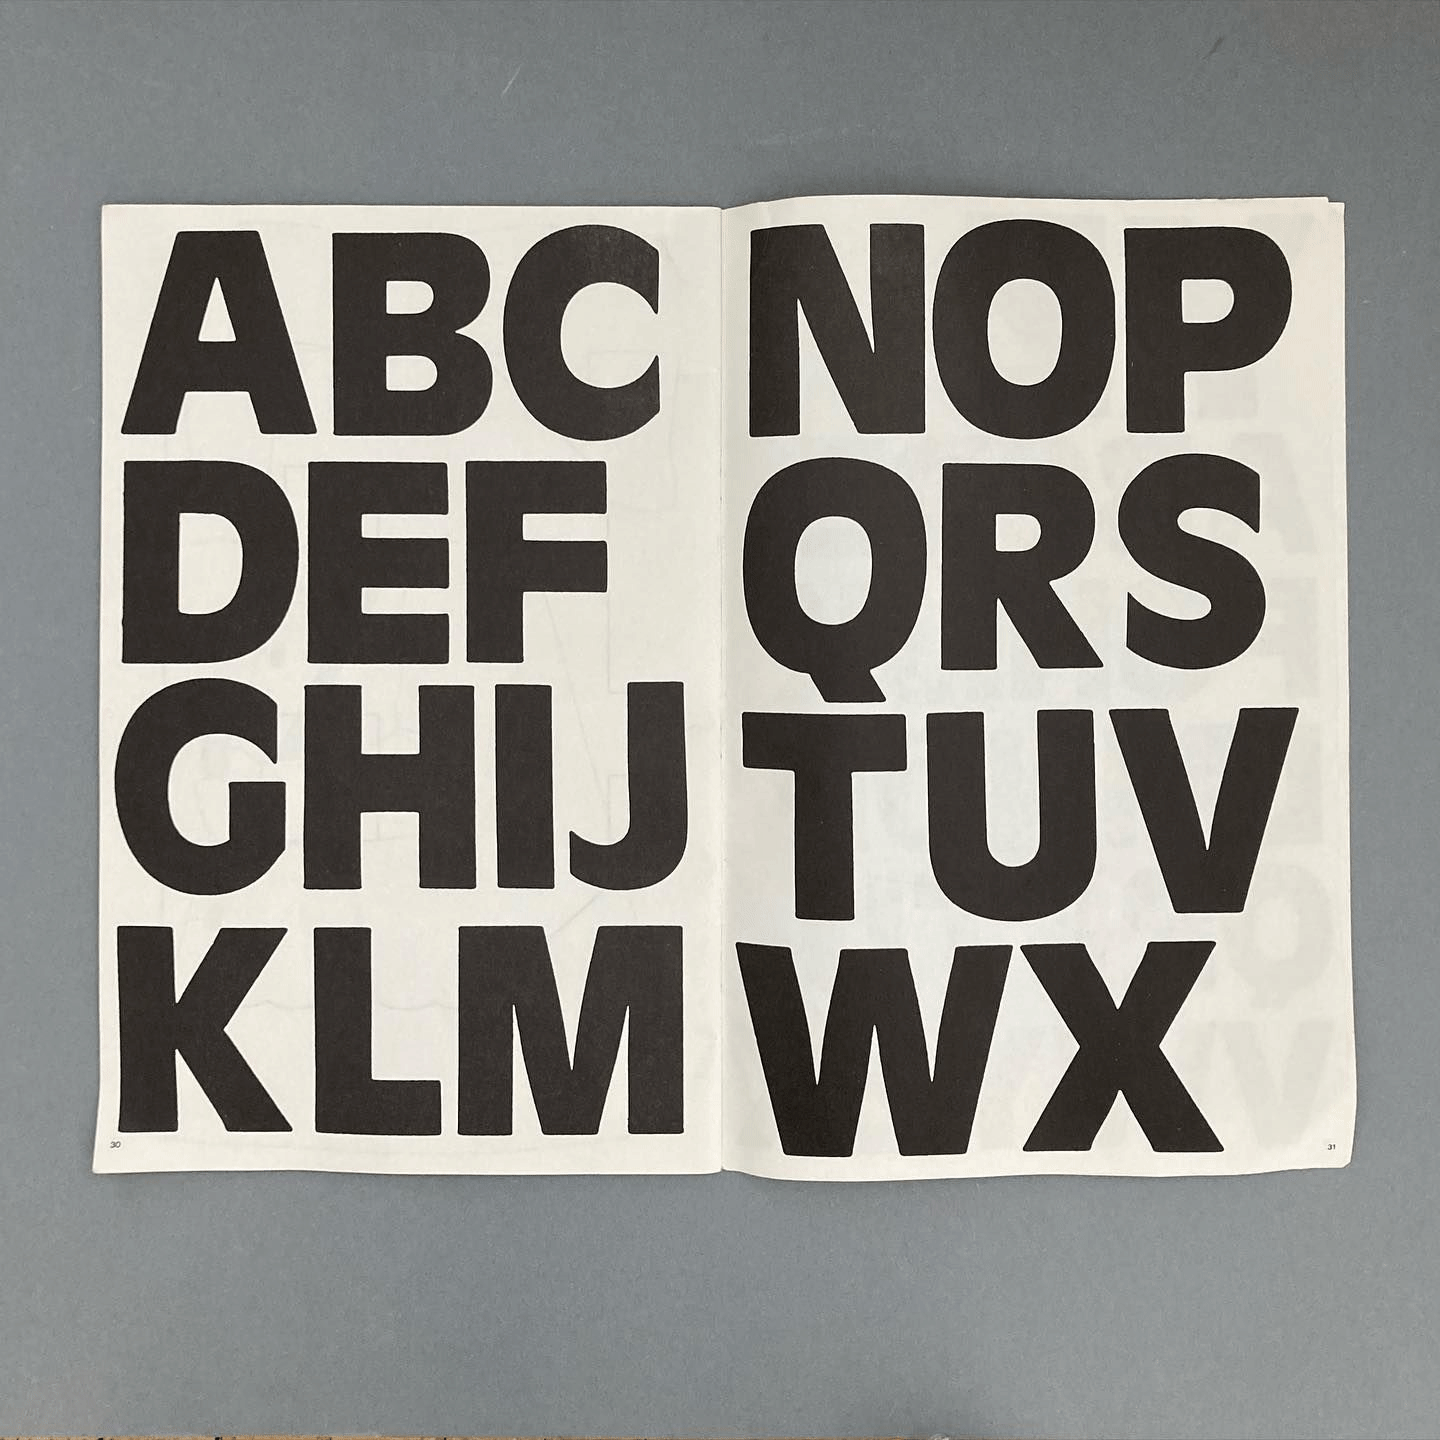 ABC
DEF
GHIJ
KLM
30
NOP
QRS
TUV
WX
31